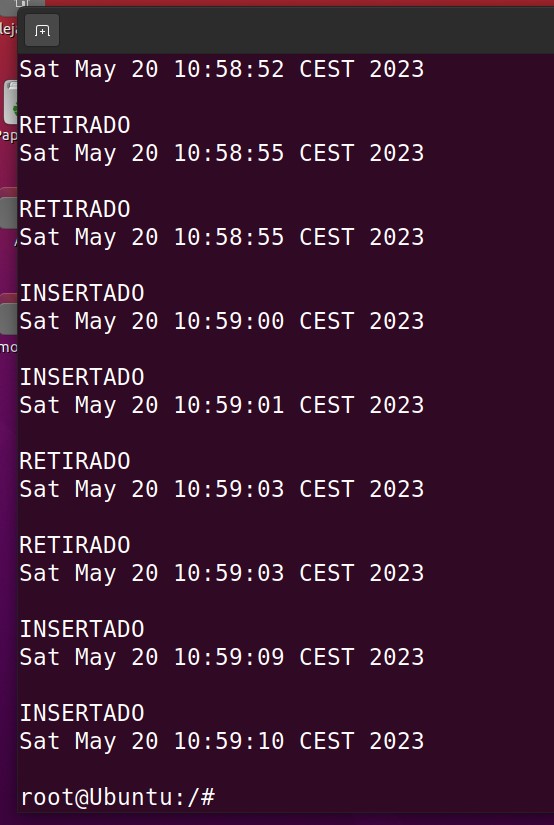 Sat May 20 10:58:52 CEST 2023
RETIRADO
Sat May 20 10:58:55 CEST 2023
RETIRADO
Sat May 20 10:58:55 CEST 2023
INSERTADO
Sat May 20 10:59:00 CEST 2023
INSERTADO
Sat May 20 10:59:01 CEST 2023
RETIRADO
Sat May 20 10:59:03 CEST 2023
RETIRADO
Sat May 20 10:59:03 CEST 2023
INSERTADO
Sat May 20 10:59:09 CEST 2023
INSERTADO
Sat May 20 10:59:10 CEST 2023
root@Ubuntu:/#